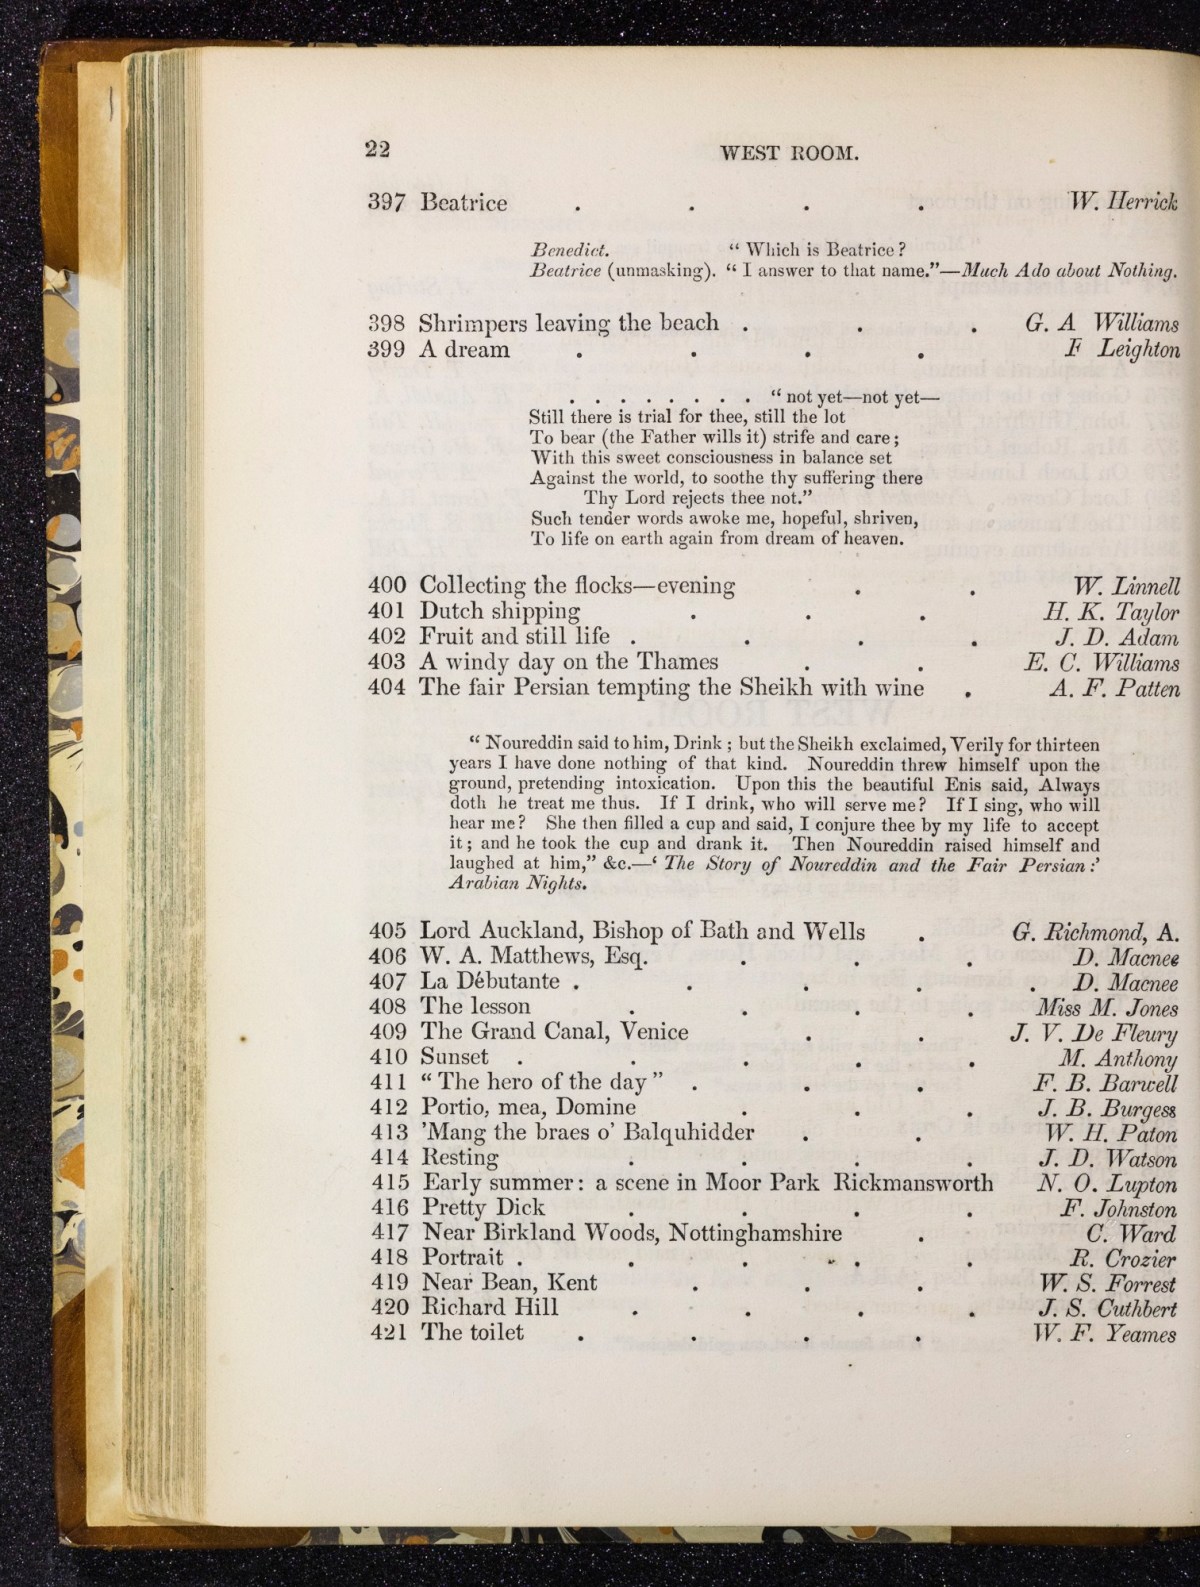 22 WEST ROOM.
397 Beatrice . . . . W. Herrick
Benedict. “ Which is Beatrice ?
Beatrice (unmasking). “ I answer to that name.”—Much Ado about Nothing.
398 Shrimpers leaving the beach . . . G. A Williams
399 A dream . . . . F Leighton
. . . . . . . . “ not yet—not yet—
Still there is trial for thee, still the lot
To bear (the Father wills it) strife and care ;
With this sweet consciousness in balance set
Against the world, to soothe thy suffering there
Thy Lord rejects thee not.”
Such tender words awoke me, hopeful, shriven,
To life on earth again from dream of heaven.
400 Collecting the flocks—evening . . W. Linnell
401 Dutch shipping . . . H. K. Taylor
402 Fruit and still life . . . . J. D. Adam
403 A windy day on the Thames . . E. C. Williams
404 The fair Persian tempting the Sheikh with wine . A. F. Patten
“ Noureddin said to him, Drink ; but the Sheikh exclaimed, Verily for thirteen
years I have done nothing of that kind. Noureddin threw himself upon the
ground, pretending intoxication. Upon this the beautiful Enis said, Always
doth he treat me thus. If I drink, who will serve me? If I sing, who will
hear me? She then filled a cup and said, I conjure thee by my life to accept
it ; and he took the cup and drank it. Then Noureddin raised himself and
laughed at him,” &c.—‘ The Story of Noureddin and the Fair Persian :’
Arabian Nights.
405 Lord Auckland, Bishop of Bath and Wells . G. Richmond, A.
406 W. A. Matthews, Esq. . . . D. Macnee
407 La Débutante . . . . . D. Macnee
408 The lesson . . . . Miss M. Jones
409 The Grand Canal, Venice . . J. V. De Fleury
410 Sunset . . . . . M. Anthony
411 “ The hero of the day ” . . . F. B. Barwell
412 Portio, mea, Domine . . . J. B. Burgess
413 ’Mang the braes o’ Balquhidder . . W. H. Paton
414 Resting . . . . J. D. Watson
415 Early summer : a scene in Moor Park Rickmansworth N. O. Lupton
416 Pretty Dick . . . . F. Johnston
417 Near Birkland Woods, Nottinghamshire . C. Ward
418 Portrait . . . . . R. Crozier
419 Near Bean, Kent . . . W. S. Forrest
420 Richard Hill . . . . J. S. Cuthbert
421 The toilet . . . . W. F. Yeames